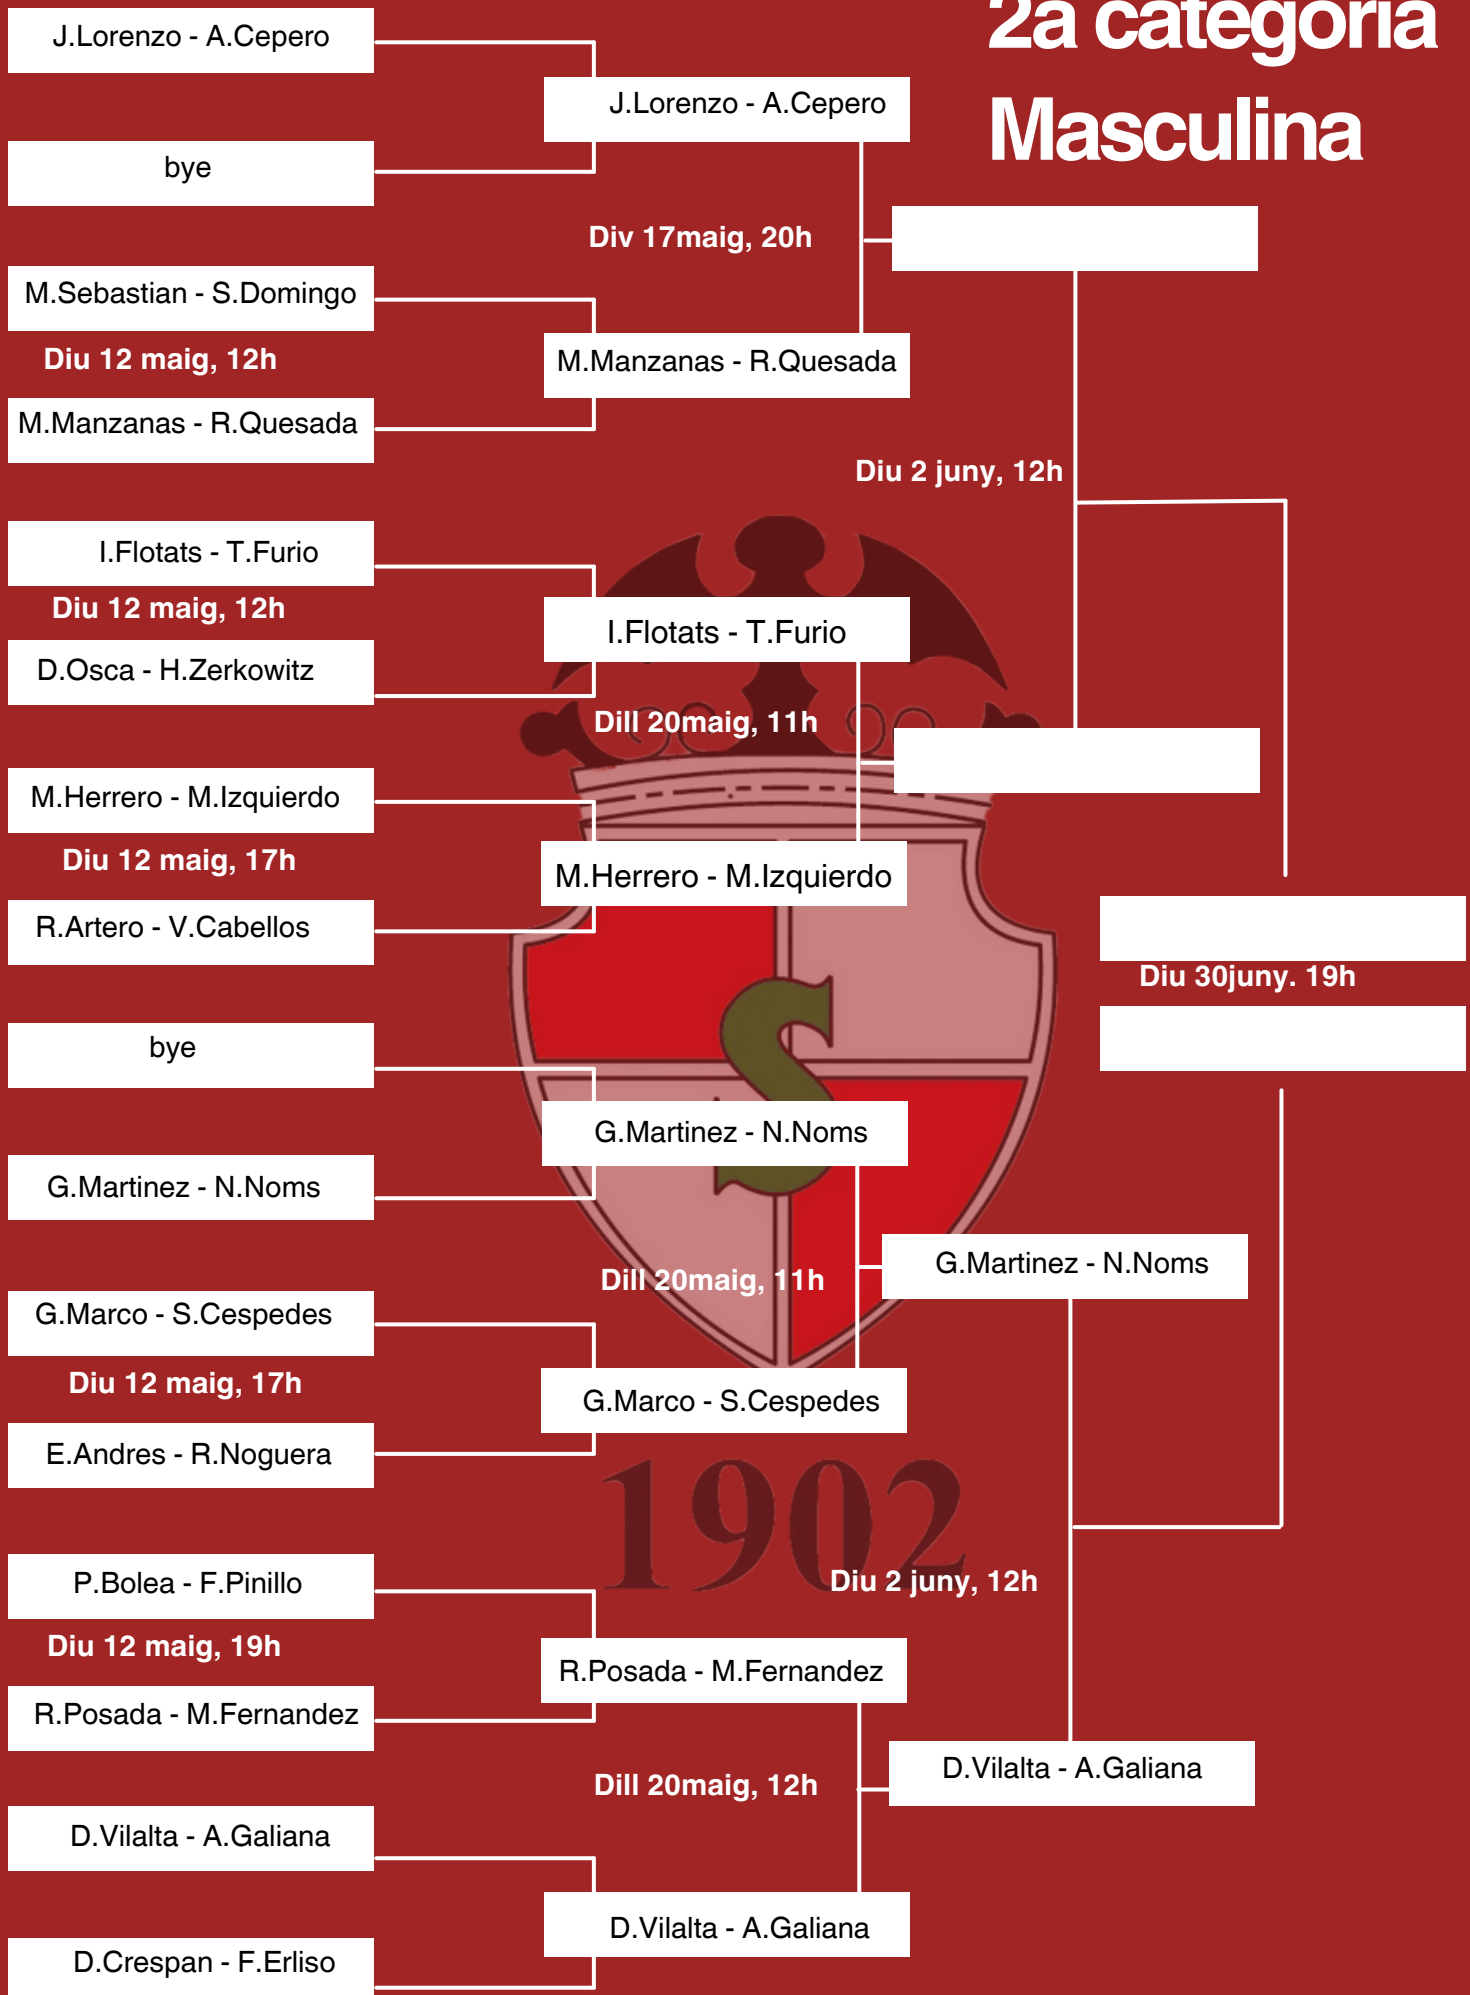 2a categoria
Masculina
J.Lorenzo - A.Cepero
J.Lorenzo - A.Cepero
bye
Div 17maig, 20h
M.Sebastian - S.Domingo
Diu 12 maig, 12h
M.Manzanas - R.Quesada
M.Manzanas - R.Quesada
Diu 2 juny, 12h
I.Flotats - T.Furio
Diu 12 maig, 12h
I.Flotats - T.Furio
D.Osca - H.Zerkowitz
Dill 20maig, 11h
M.Herrero - M.Izquierdo
Diu 12 maig, 17h
M.Herrero - M.Izquierdo
R.Artero - V.Cabellos
Diu 30juny. 19h
bye
S
G.Martinez - N.Noms
G.Martinez - N.Noms
G.Martinez - N.Noms
Dill 20maig, 11h
G.Marco - S.Cespedes
Diu 12 maig, 17h
G.Marco - S.Cespedes
E.Andres - R.Noguera
1902
P.Bolea - F.Pinillo
Diu 2 juny, 12h
Diu 12 maig, 19h
R.Posada - M.Fernandez
R.Posada - M.Fernandez
D.Vilalta - A.Galiana
Dill 20maig, 12h
D.Vilalta - A.Galiana
D.Vilalta - A.Galiana
D.Crespan - F.Erliso